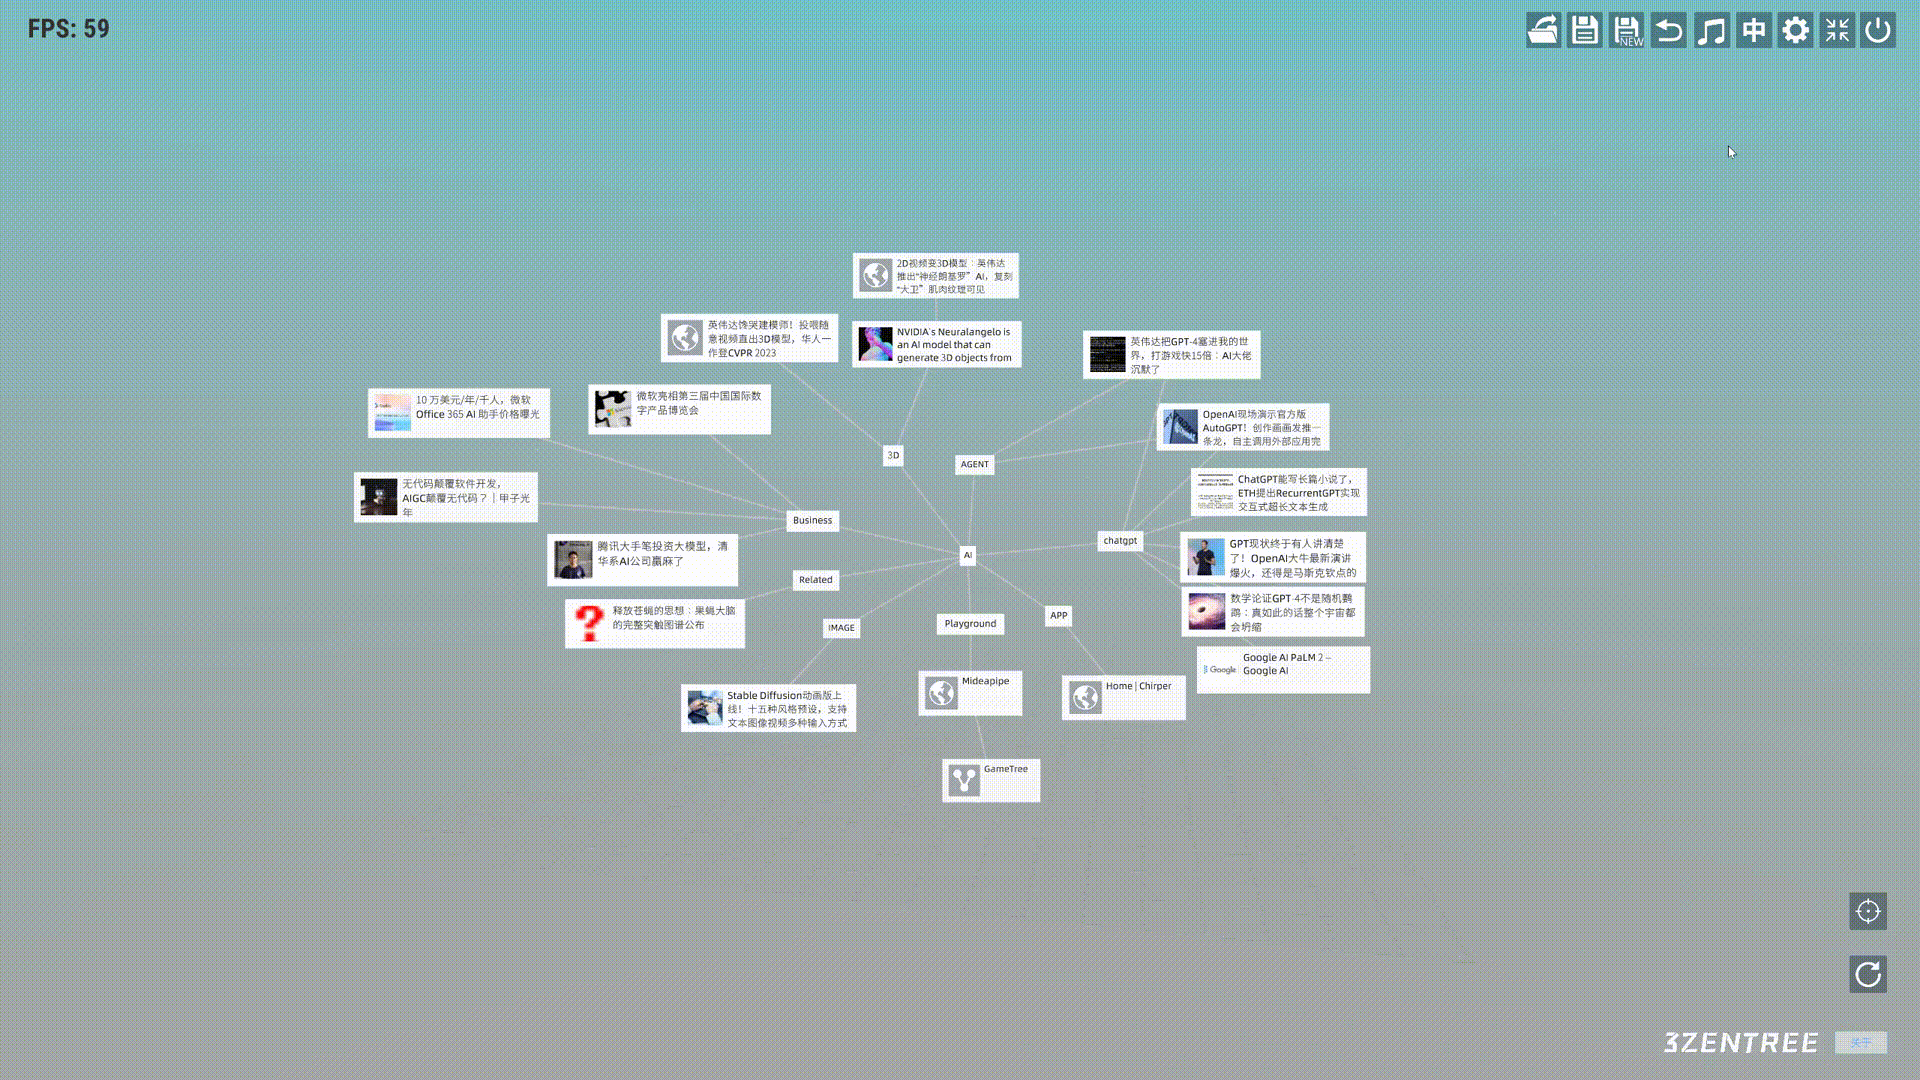 FPS: 59
NEW
中
2D视频变3D模型：英伟达
推出“神经朗基罗”AI，复刻
“大卫”肌肉纹理可见
英伟达馋哭建模师！投喂随
意视频直出3D模型，华人一
作登CVPR 2023
NVIDIA's Neuralangelo is
an AI model that can
generate 3D objects from
英伟达把GPT-4塞进我的世
界，打游戏快15倍：AI大佬
沉默了
10 万美元/年/千人，微软
Office 365 AI 助手价格曝光
微软亮相第三届中国国际数
字产品博览会
OpenAI现场演示官方版
AutoGPT！创作画画发推一
条龙，自主调用外部应用完
3D
AGENT
无代码颠覆软件开发，
AIGC颠覆无代码？｜甲子光
年
ChatGPT能写长篇小说了，
ETH提出RecurrentGPT实现
交互式超长文本生成
Business
腾讯大手笔投资大模型，清
华系AI公司赢麻了
AI
chatgpt
GPT现状终于有人讲清楚
了！OpenAI大牛最新演讲
爆火，还得是马斯克钦点的
Related
释放苍蝇的思想：果蝇大脑
的完整突触图谱公布
数学论证GPT-4不是随机鹦
鹉：真如此的话整个宇宙都
会坍缩
IMAGE
Playground
APP
Google
Google AI PaLM 2 –
Google AI
Stable Diffusion动画版上
线！十五种风格预设，支持
文本图像视频多种输入方式
Mideapipe
Home | Chirper
GameTree
3ZENTREE
关于